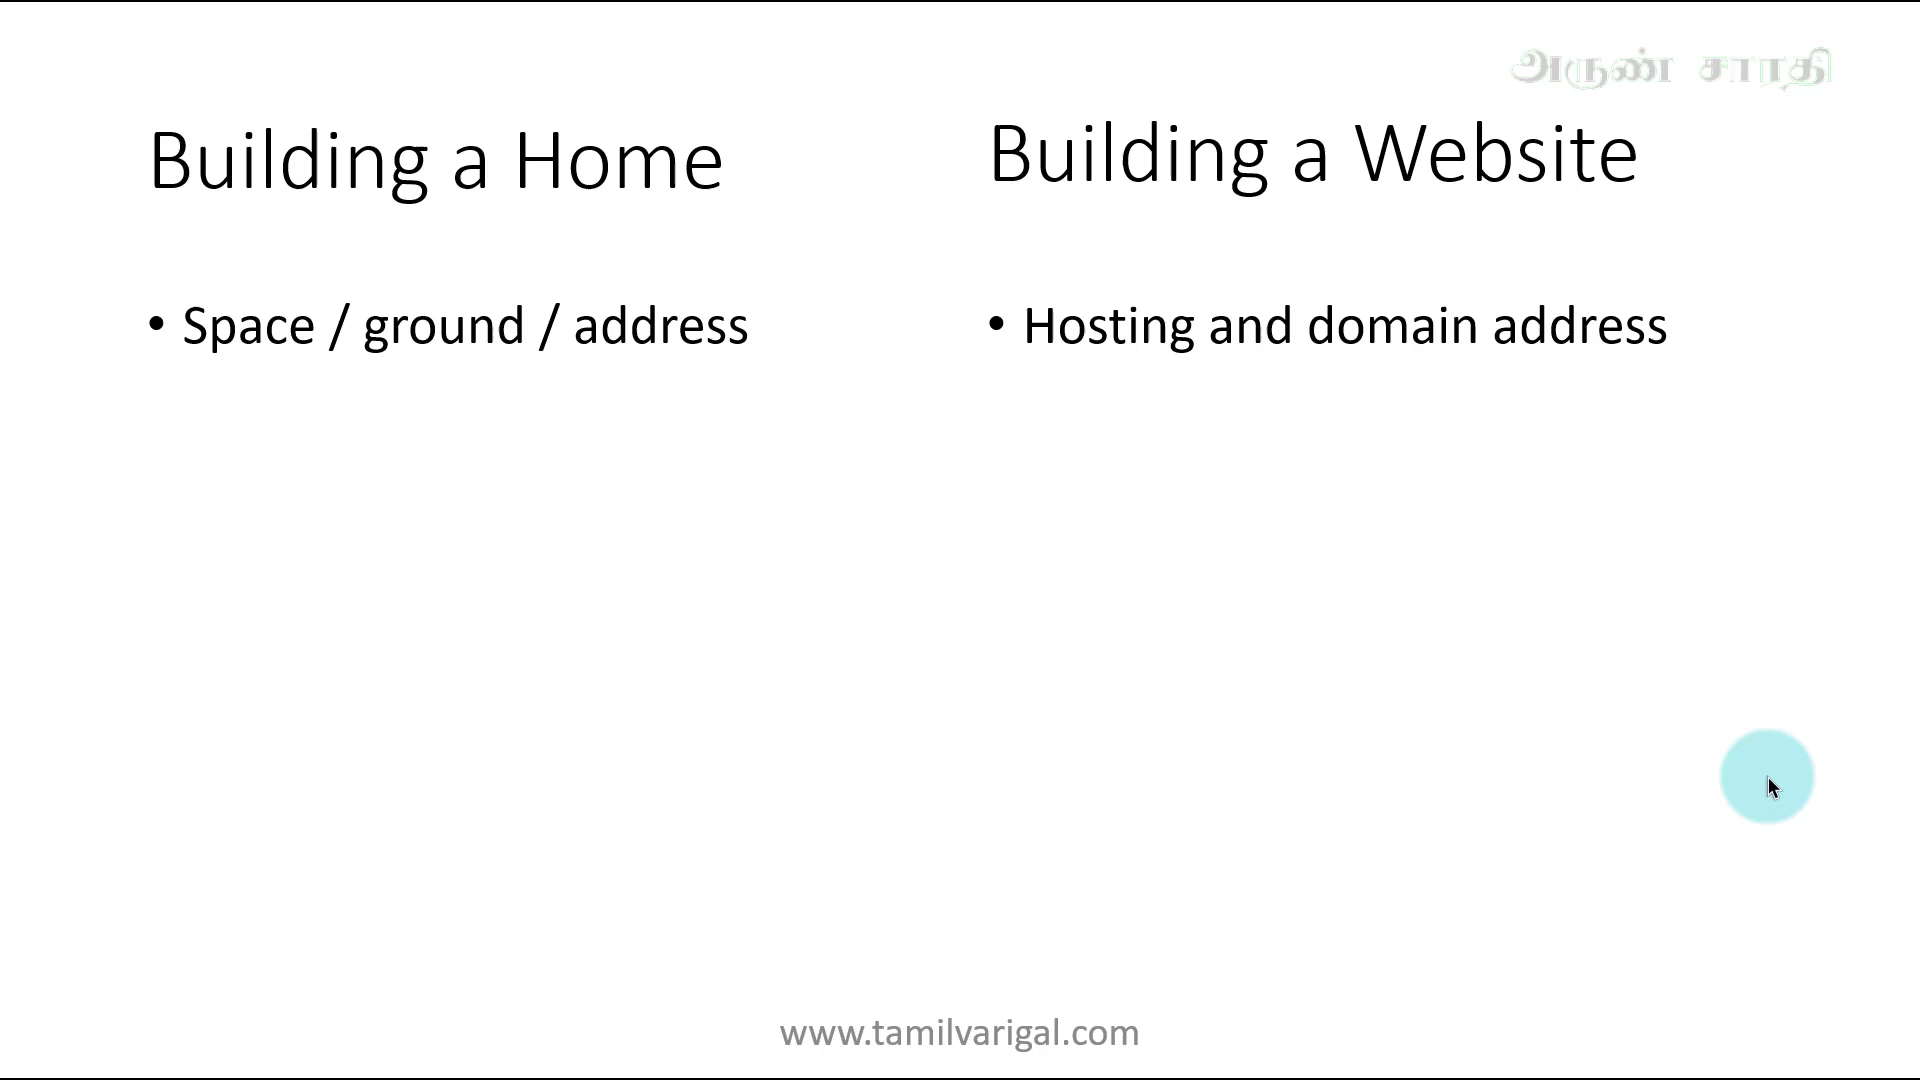 அருண் சாரதி
Building a Home
Building a Website
• Space / ground / address
• Hosting and domain address
www.tamilvarigal.com